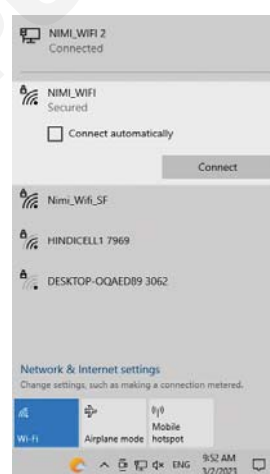 NIMI_WIFI 2
Connected
NIMI_WIFI
Secured
Connect automatically
Connect
Nimi_Wifi_SF
HINDICELL1 7969
DESKTOP-OQAED89 3062
Network & Internet settings
Change settings, such as making a connection metered.
Wi-Fi
Airplane mode
Mobile
hotspot
ENG
9:52 AM
3/2/2023